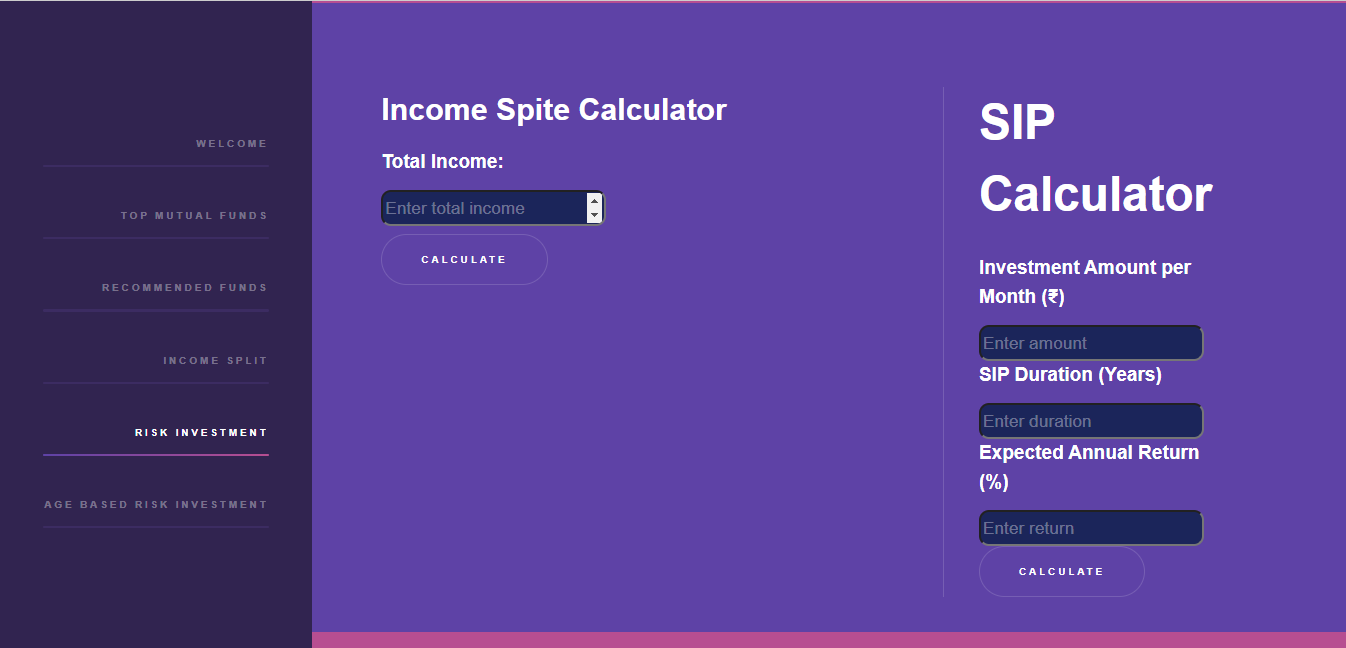 WELCOME
TOP MUTUAL FUNDS
RECOMMENDED FUNDS
INCOME SPLIT
RISK INVESTMENT
AGE BASED RISK INVESTMENT
Income Spite Calculator
Total Income:
Enter total income
CALCULATE
SIP
Calculator
Investment Amount per
Month (₹)
Enter amount
SIP Duration (Years)
Enter duration
Expected Annual Return
(%)
Enter return
CALCULATE